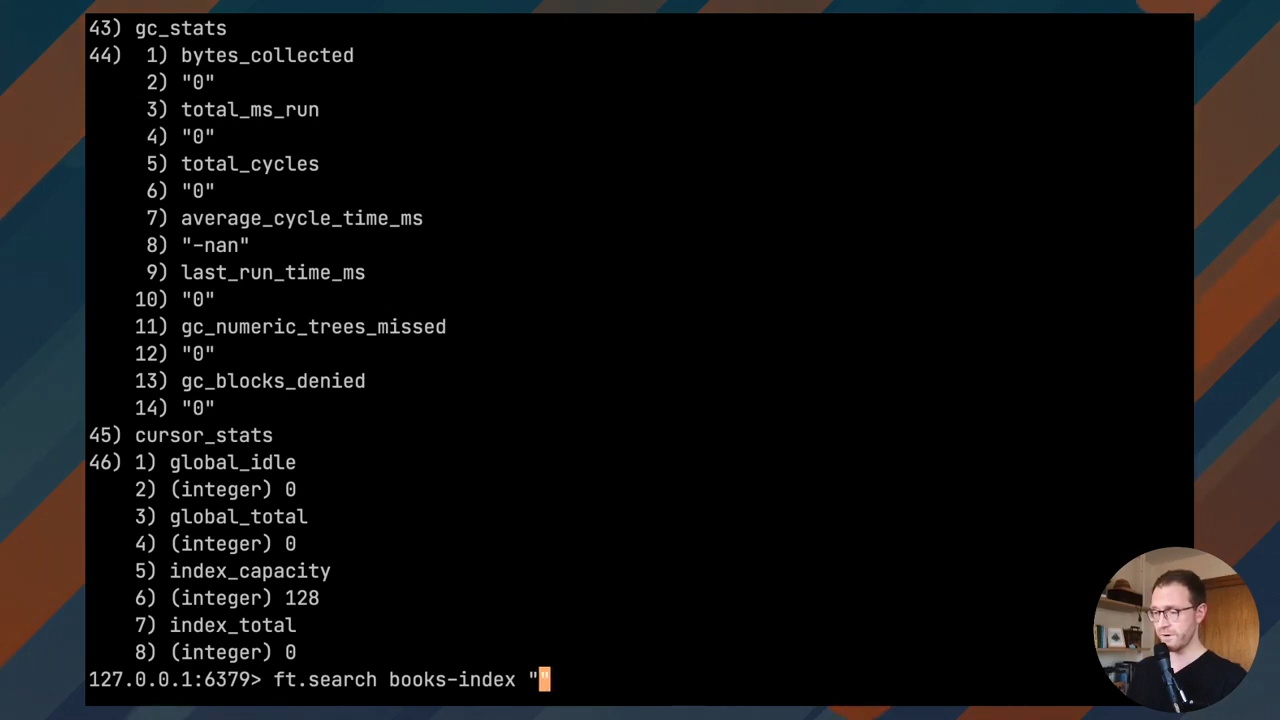 43) gc_stats
44)  1) bytes_collected
     2) "0"
     3) total_ms_run
     4) "0"
     5) total_cycles
     6) "0"
     7) average_cycle_time_ms
     8) "-nan"
     9) last_run_time_ms
    10) "0"
    11) gc_numeric_trees_missed
    12) "0"
    13) gc_blocks_denied
    14) "0"
45) cursor_stats
46) 1) global_idle
    2) (integer) 0
    3) global_total
    4) (integer) 0
    5) index_capacity
    6) (integer) 128
    7) index_total
    8) (integer) 0
127.0.0.1:6379> ft.search books-index ""